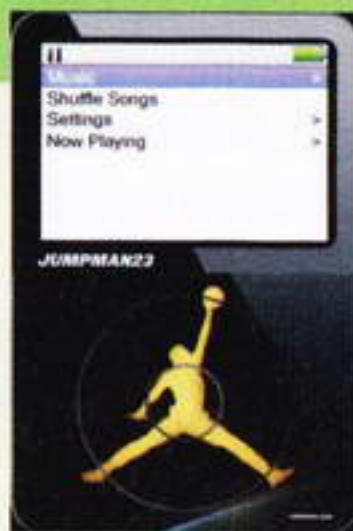 Music >
Shuffle Songs
Settings >
Now Playing >
JUMPMAN23